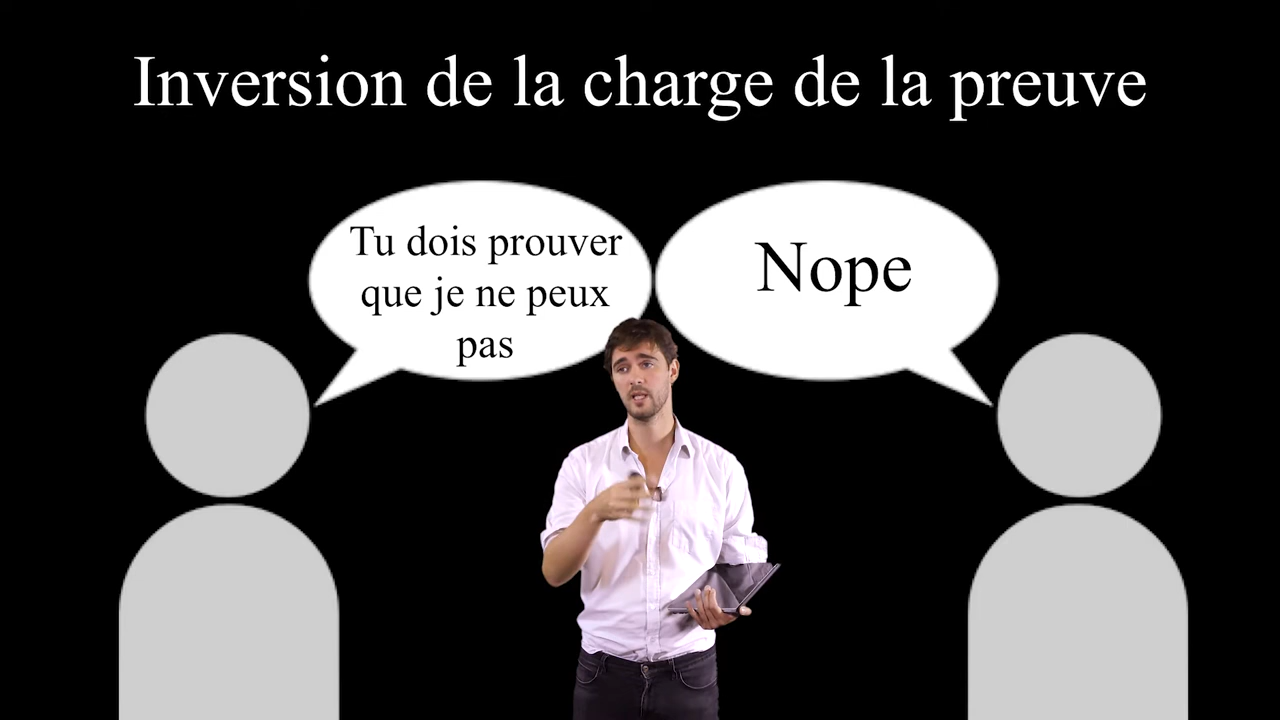 Inversion de la charge de la preuve
Tu dois prouver
que je ne peux
pas
Nope